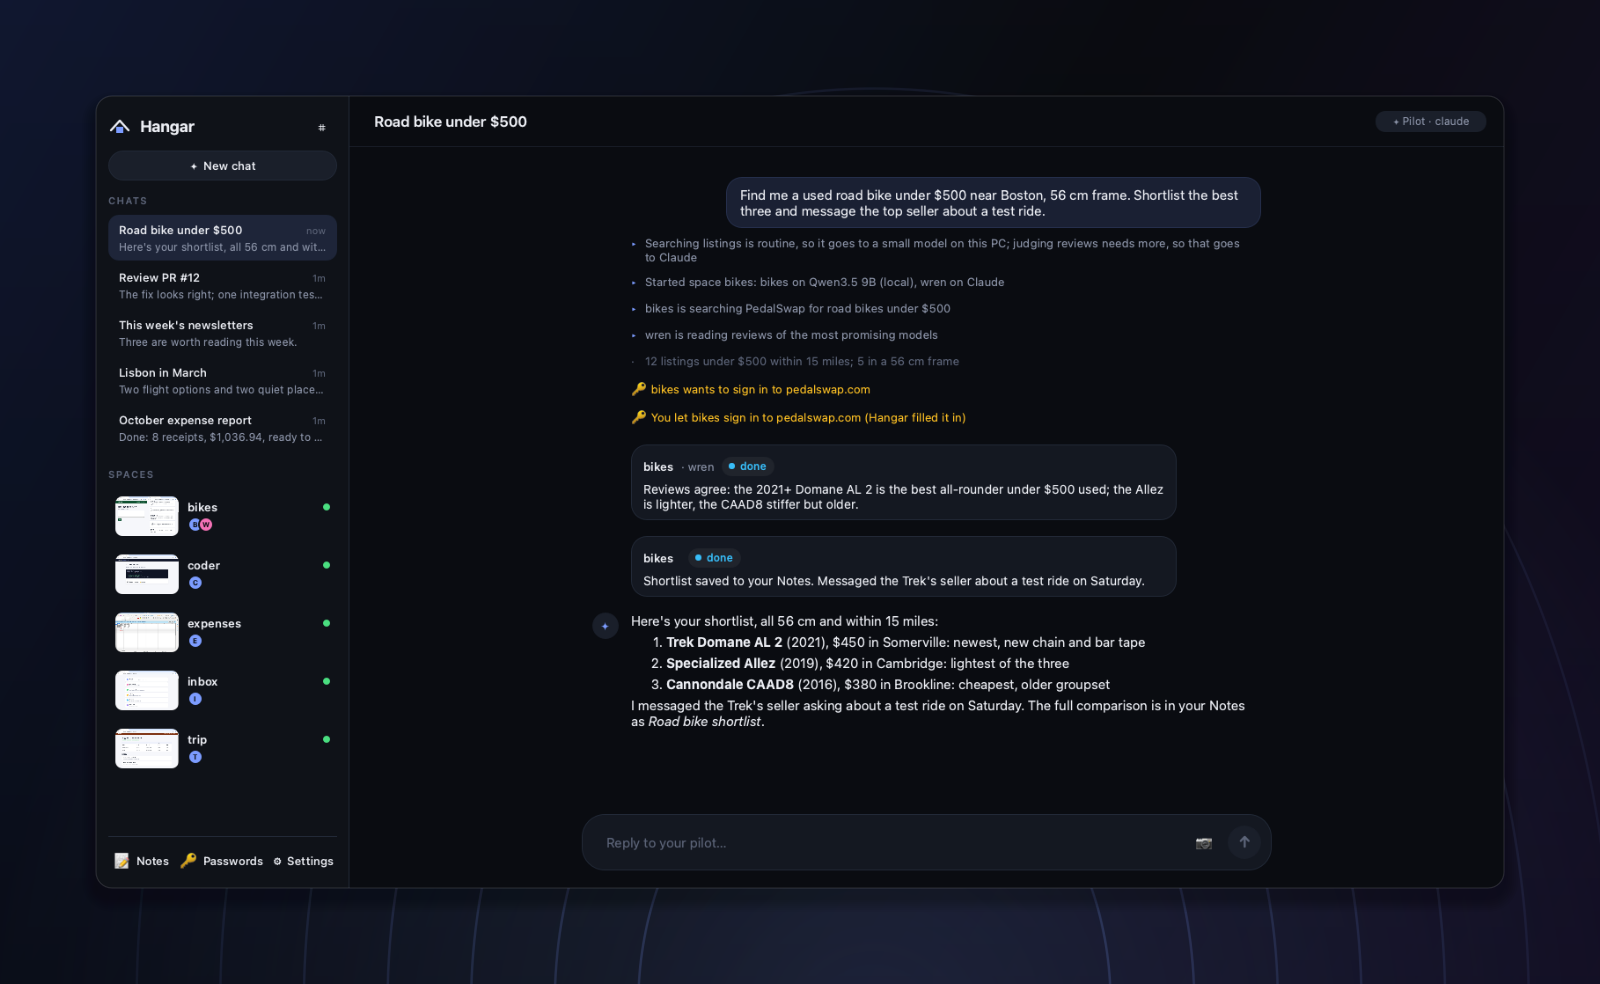 Hangar
#
+ New chat
CHATS
Road bike under $500 now
Here's your shortlist, all 56 cm and wit...
Review PR #12 1m
The fix looks right; one integration tes...
This week's newsletters 1m
Three are worth reading this week.
Lisbon in March 1m
Two flight options and two quiet place...
October expense report 1m
Done: 8 receipts, $1,036.94, ready to ...
SPACES
bikes
B W
coder
C
expenses
E
inbox
I
trip
T
Notes Passwords Settings
Road bike under $500
Pilot · claude
Find me a used road bike under $500 near Boston, 56 cm frame. Shortlist the best
three and message the top seller about a test ride.
Searching listings is routine, so it goes to a small model on this PC; judging reviews needs more, so that goes
to Claude
Started space bikes: bikes on Qwen3.5 9B (local), wren on Claude
bikes is searching PedalSwap for road bikes under $500
wren is reading reviews of the most promising models
12 listings under $500 within 15 miles; 5 in a 56 cm frame
bikes wants to sign in to pedalswap.com
You let bikes sign in to pedalswap.com (Hangar filled it in)
bikes · wren done
Reviews agree: the 2021+ Domane AL 2 is the best all-rounder under $500 used; the Allez
is lighter, the CAAD8 stiffer but older.
bikes done
Shortlist saved to your Notes. Messaged the Trek's seller about a test ride on Saturday.
Here's your shortlist, all 56 cm and within 15 miles:
1. Trek Domane AL 2 (2021), $450 in Somerville: newest, new chain and bar tape
2. Specialized Allez (2019), $420 in Cambridge: lightest of the three
3. Cannondale CAAD8 (2016), $380 in Brookline: cheapest, older groupset
I messaged the Trek's seller asking about a test ride on Saturday. The full comparison is in your Notes
as Road bike shortlist.
Reply to your pilot...